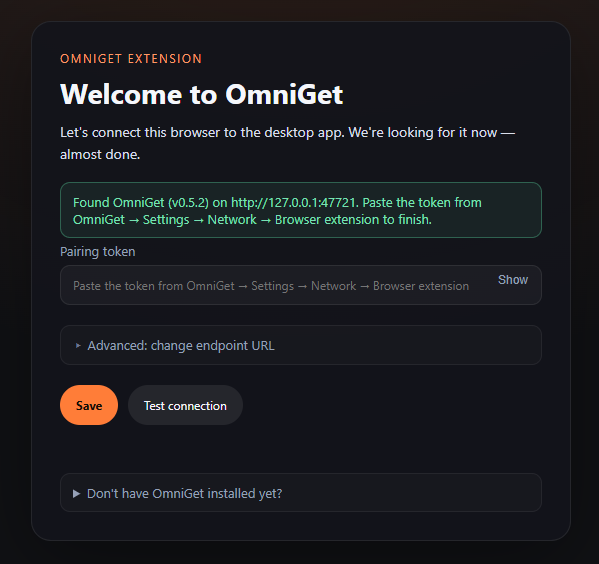 OMNIGET EXTENSION
Welcome to OmniGet
Let's connect this browser to the desktop app. We're looking for it now —
almost done.
Found OmniGet (v0.5.2) on http://127.0.0.1:47721. Paste the token from
OmniGet → Settings → Network → Browser extension to finish.
Pairing token
Paste the token from OmniGet → Settings → Network → Browser extension
Show
▸ Advanced: change endpoint URL
Save
Test connection
▶ Don't have OmniGet installed yet?